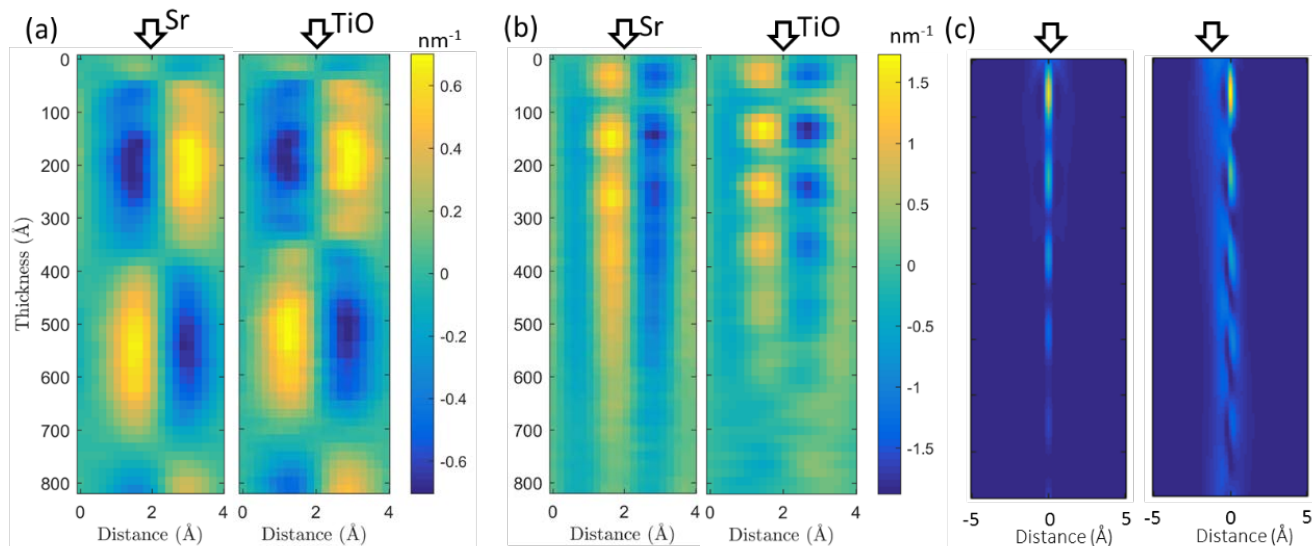 (a) Sr TiO nm⁻¹
0
100
200
300
400
500
600
700
800
Thickness (Å)
0 2 4
Distance (Å)
0 2 4
Distance (Å)
0.6
0.4
0.2
0
-0.2
-0.4
-0.6
(b) Sr TiO nm⁻¹
0
100
200
300
400
500
600
700
800
0 2 4
Distance (Å)
0 2 4
Distance (Å)
1.5
1
0.5
0
-0.5
-1
-1.5
(c)
-5 0 5
Distance (Å)
-5 0 5
Distance (Å)